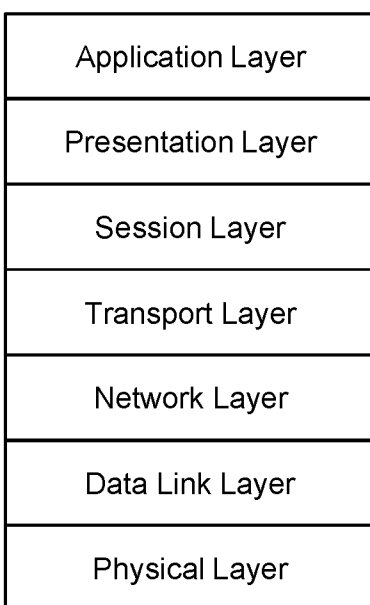 Application Layer
Presentation Layer
Session Layer
Transport Layer
Network Layer
Data Link Layer
Physical Layer